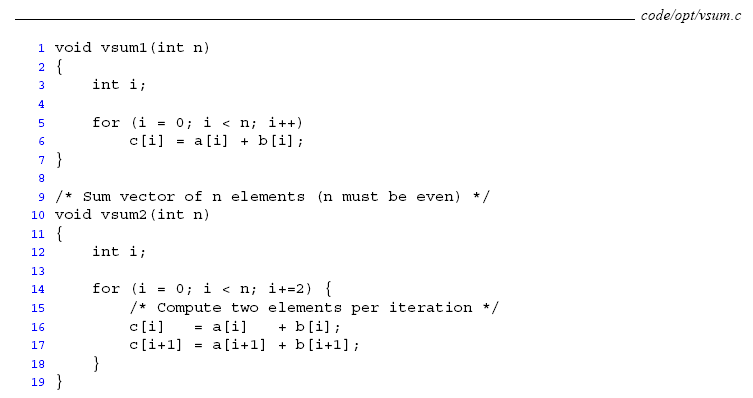 code/opt/vsum.c
1 void vsum1(int n)
2 {
3     int i;
4
5     for (i = 0; i < n; i++)
6         c[i] = a[i] + b[i];
7 }
8
9 /* Sum vector of n elements (n must be even) */
10 void vsum2(int n)
11 {
12     int i;
13
14     for (i = 0; i < n; i+=2) {
15         /* Compute two elements per iteration */
16         c[i]   = a[i]   + b[i];
17         c[i+1] = a[i+1] + b[i+1];
18     }
19 }